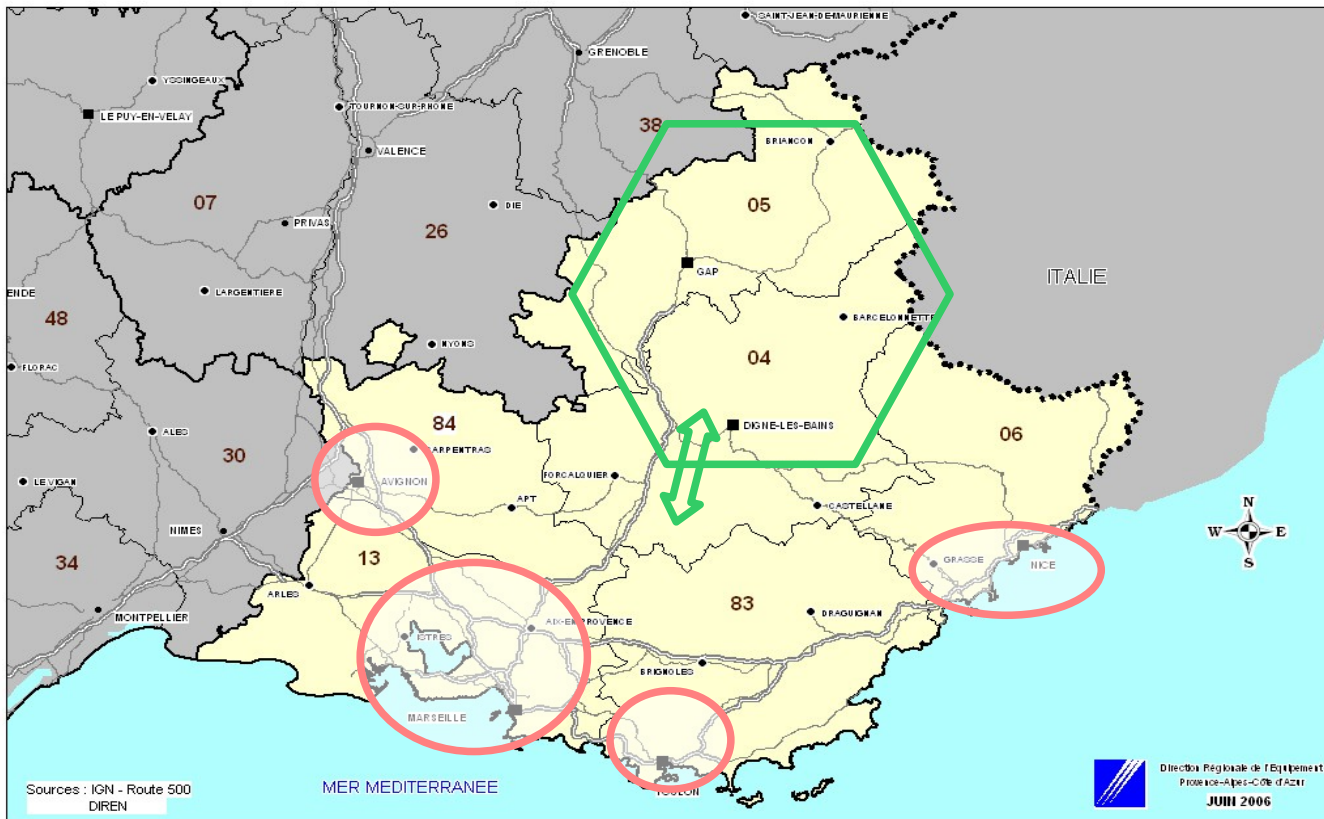 SAINT-JEAN-DE-MAURIENNE
GRENOBLE
YSSINGEAUX
TOURNON-SUR-RHONE
LE PUY-EN-VELAY
38
BRIANCON
VALENCE
07
05
DIE
PRIVAS
26
GAP
ITALIE
LARGENTIERE
ENDE
48
BARCELONNETTE
NYONS
04
FLORAC
84
DIGNE-LES-BAINS
06
ALES
30
CARPENTRAS
FORCALQUIER
LE VIGAN
AVIGNON
APT
CASTELLANE
N
W E
S
NIMES
13
GRASSE
NICE
34
ARLES
83
MONTPELLIER
DRAGUIGNAN
ISTRES
AIX-EN-PROVENCE
BRIGNOLES
MARSEILLE
TOULON
MER MEDITERRANEE
Sources : IGN - Route 500
DIREN
Direction Régionale de l'Equipement
Provence-Alpes-Côte d'Azur
JUIN 2006